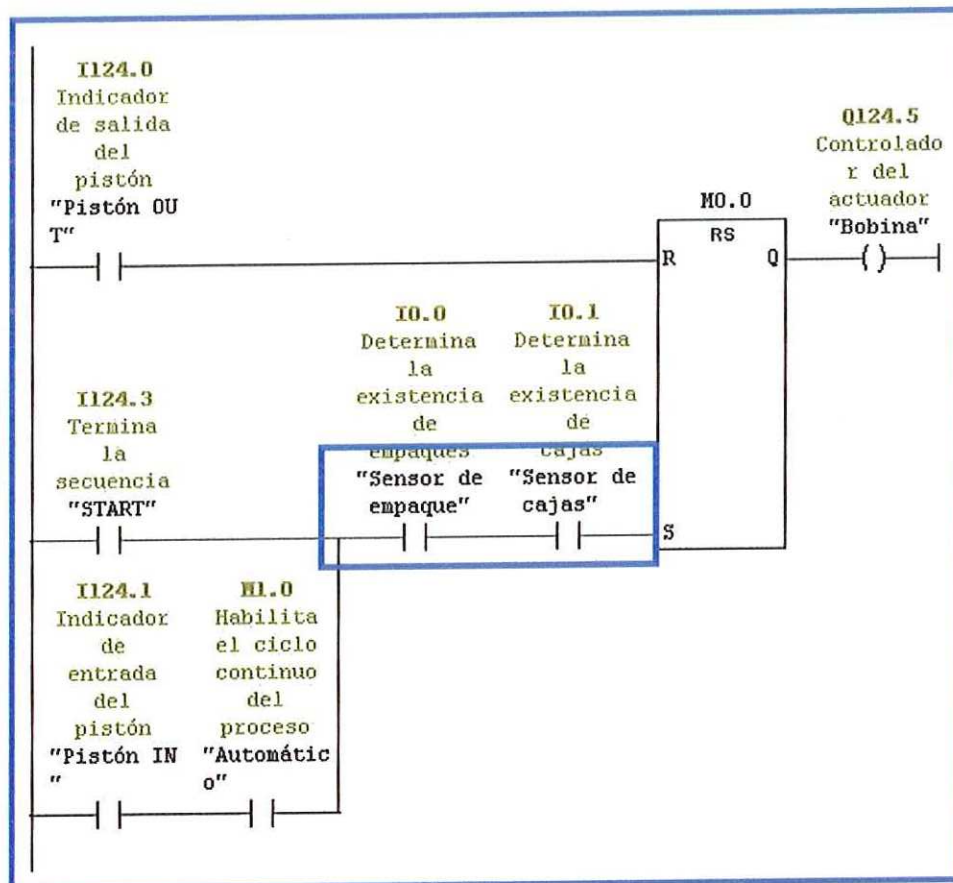 I124.0
Indicador
de salida
del
pistón
"Pistón OU
T"
Q124.5
Controlado
r del
actuador
"Bobina"
M0.0
RS
R
Q
I0.0
Determina
la
existencia
de
empaques
"Sensor de
empaque"
I0.1
Determina
la
existencia
de
cajas
"Sensor de
cajas"
S
I124.3
Termina
la
secuencia
"START"
I124.1
Indicador
de
entrada
del
pistón
"Pistón IN
"
M1.0
Habilita
el ciclo
continuo
del
proceso
"Automátic
o"